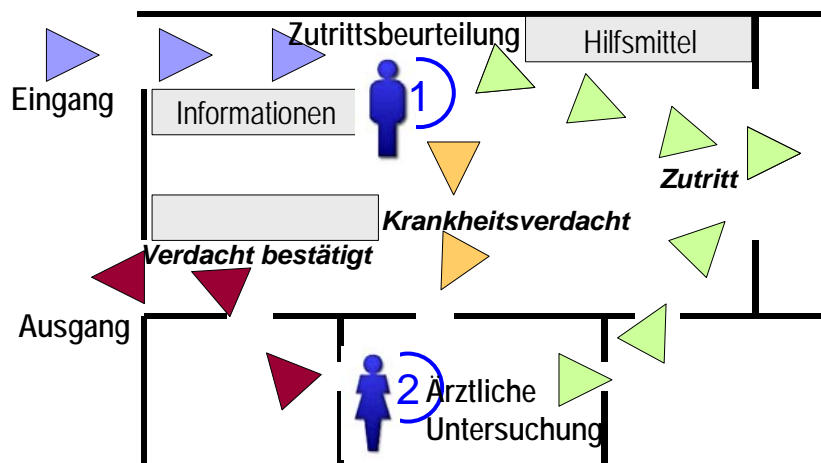 Zutrittsbeurteilung
Hilfsmittel
Eingang
Informationen
1
Zutritt
Krankheitsverdacht
Verdacht bestätigt
Ausgang
2
Ärztliche
Untersuchung